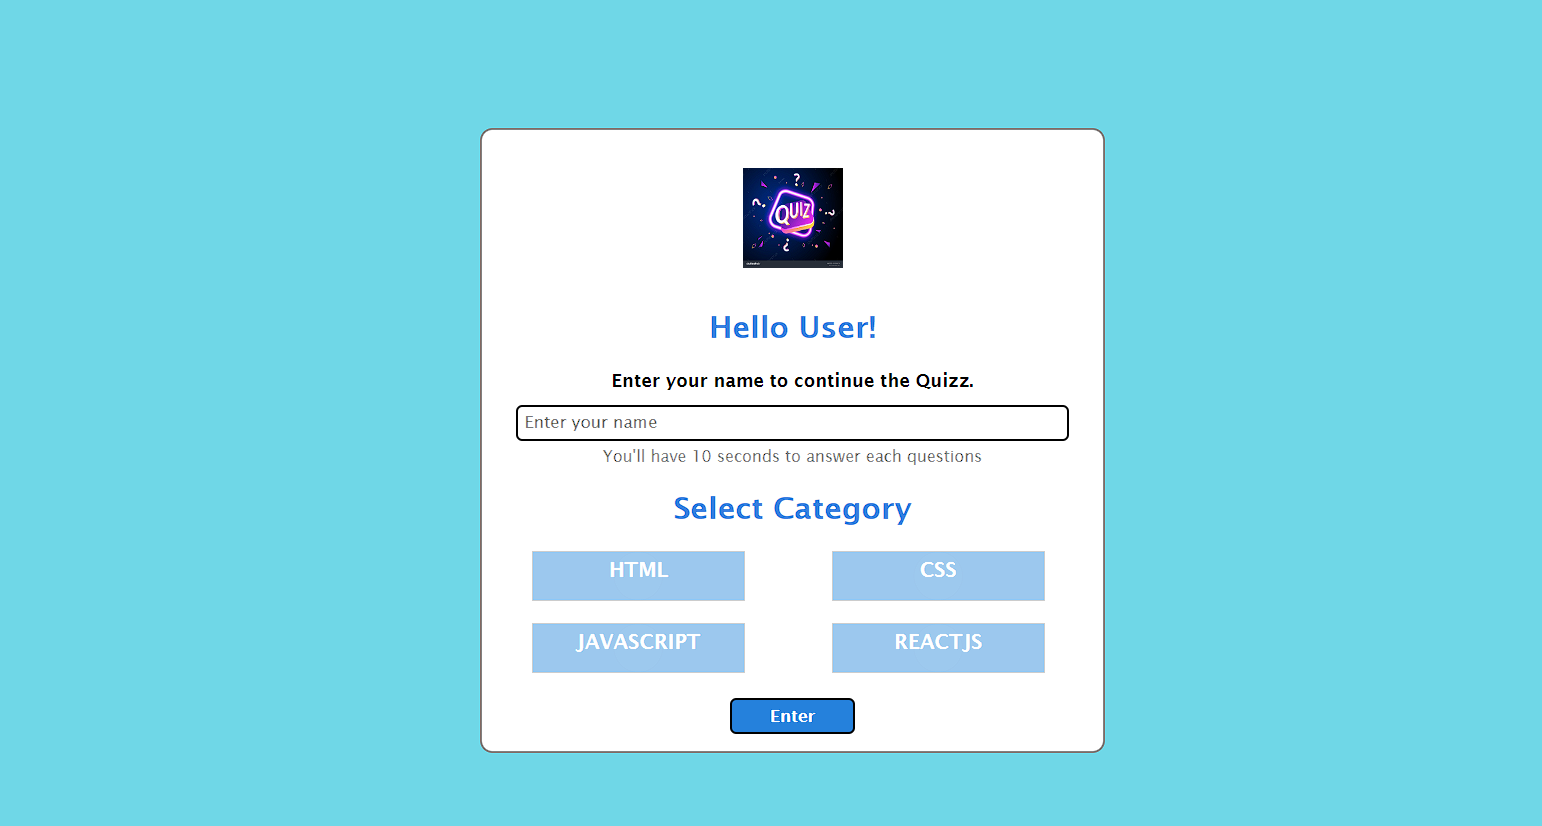 QUIZ
Hello User!
Enter your name to continue the Quizz.
Enter your name
You'll have 10 seconds to answer each questions
Select Category
HTML
CSS
JAVASCRIPT
REACTJS
Enter